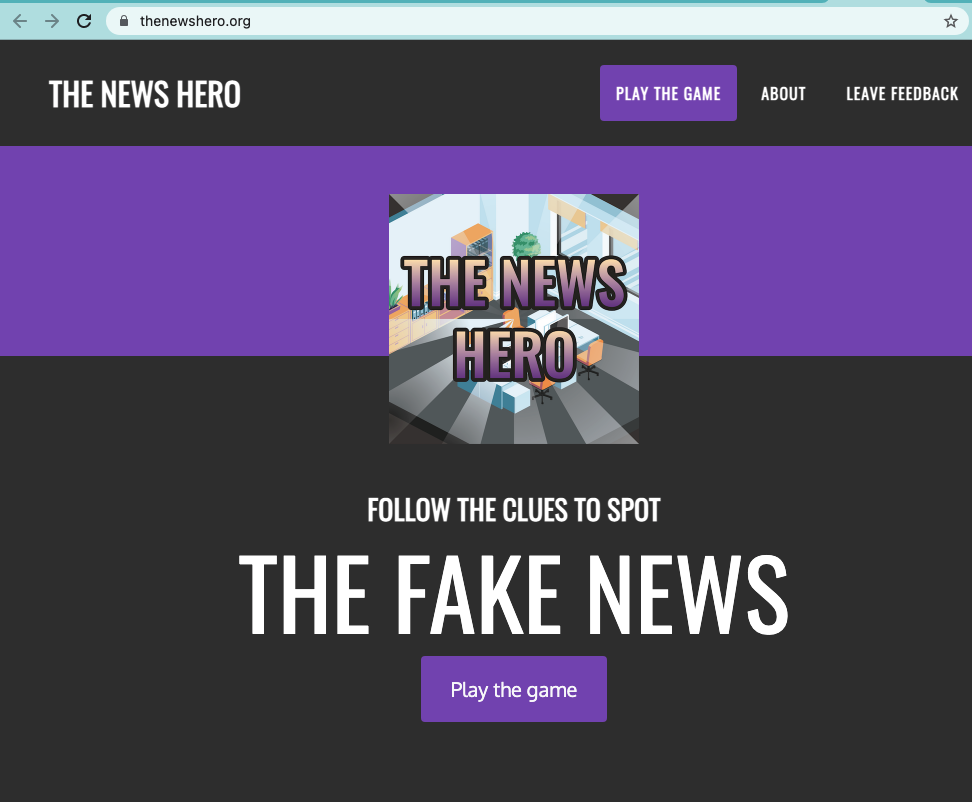 thenewshero.org
THE NEWS HERO
PLAY THE GAME
ABOUT
LEAVE FEEDBACK
THE NEWS
HERO
FOLLOW THE CLUES TO SPOT
THE FAKE NEWS
Play the game